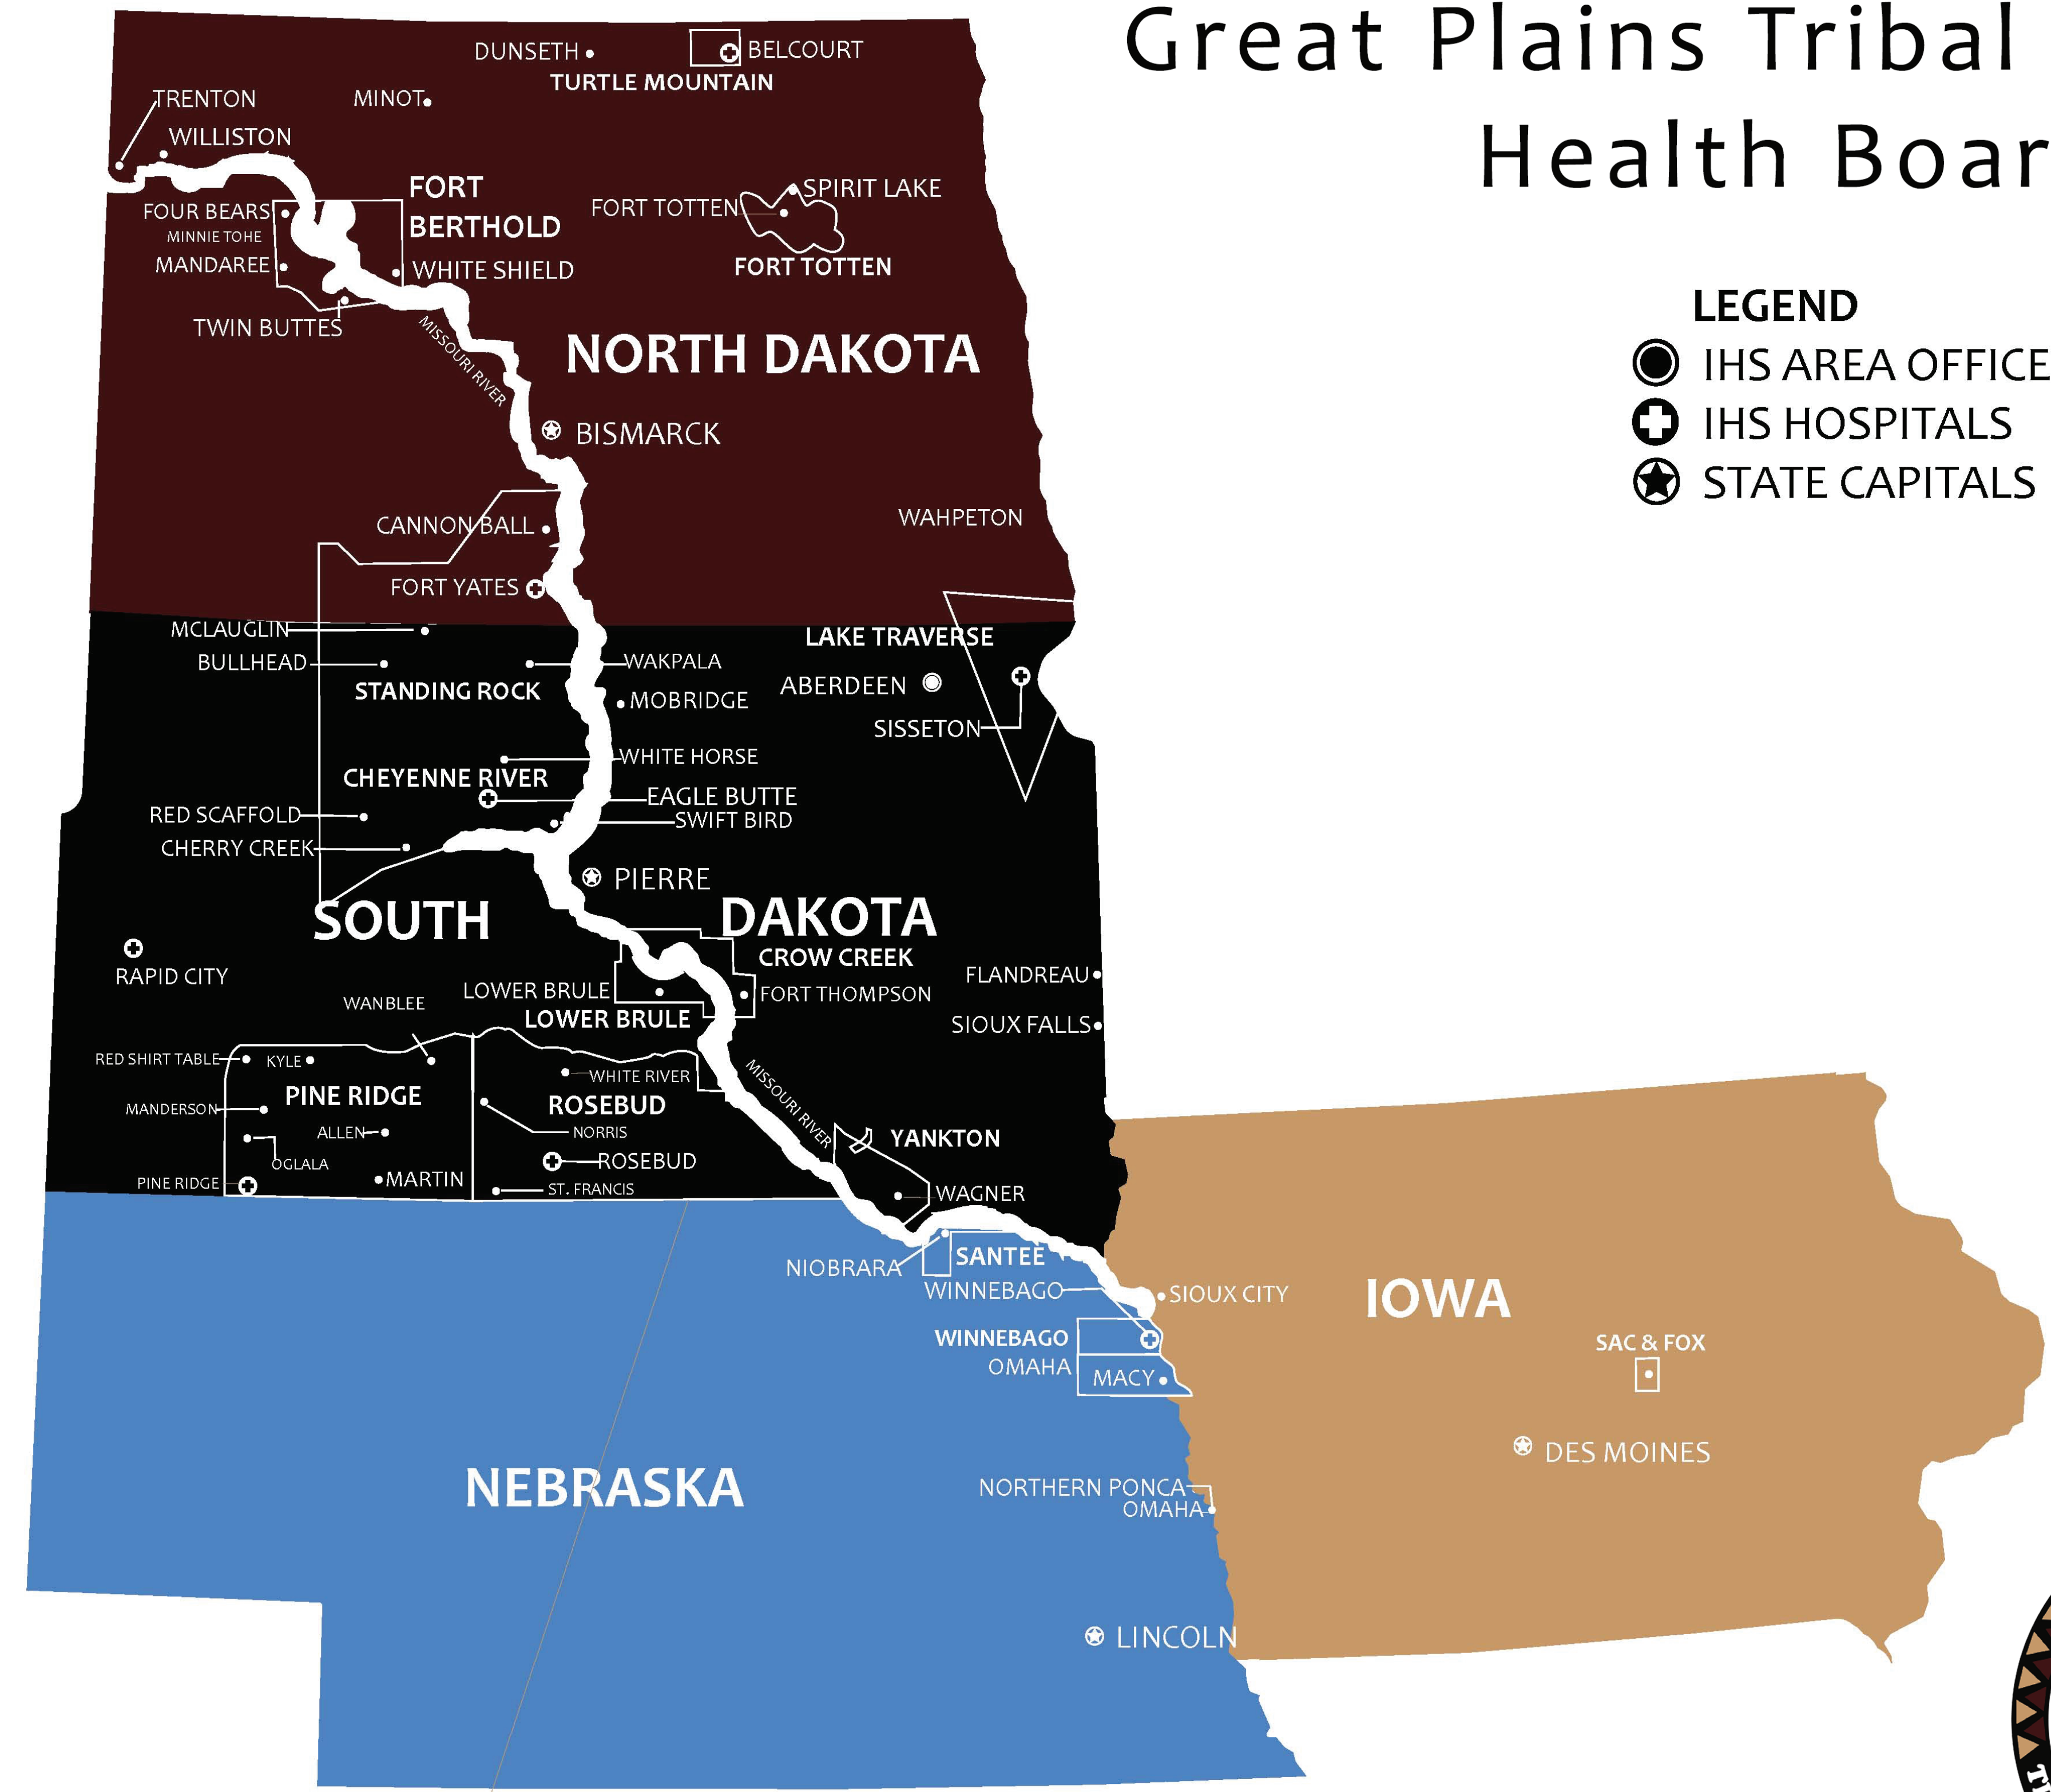 Great Plains Tribal
Health Boar
LEGEND
IHS AREA OFFICE
IHS HOSPITALS
STATE CAPITALS
DUNSETH
BELCOURT
TURTLE MOUNTAIN
TRENTON
MINOT
WILLISTON
FORT
BERTHOLD
FOUR BEARS
MINNIE TOHE
MANDAREE
WHITE SHIELD
TWIN BUTTES
FORT TOTTEN
SPIRIT LAKE
FORT TOTTEN
MISSOURI RIVER
NORTH DAKOTA
BISMARCK
CANNON BALL
WAHPETON
FORT YATES
MCLAUGLIN
BULLHEAD
WAKPALA
STANDING ROCK
MOBRIDGE
LAKE TRAVERSE
ABERDEEN
SISSETON
WHITE HORSE
CHEYENNE RIVER
EAGLE BUTTE
RED SCAFFOLD
SWIFT BIRD
CHERRY CREEK
PIERRE
SOUTH
DAKOTA
CROW CREEK
RAPID CITY
FLANDREAU
WANBLEE
LOWER BRULE
FORT THOMPSON
LOWER BRULE
SIOUX FALLS
RED SHIRT TABLE
KYLE
WHITE RIVER
PINE RIDGE
ROSEBUD
MANDERSON
ALLEN
NORRIS
OGLALA
ROSEBUD
PINE RIDGE
MARTIN
ST. FRANCIS
MISSOURI RIVER
YANKTON
WAGNER
NIOBRARA
SANTEE
WINNEBAGO
SIOUX CITY
IOWA
WINNEBAGO
OMAHA
MACY
SAC & FOX
DES MOINES
NEBRASKA
NORTHERN PONCA
OMAHA
LINCOLN